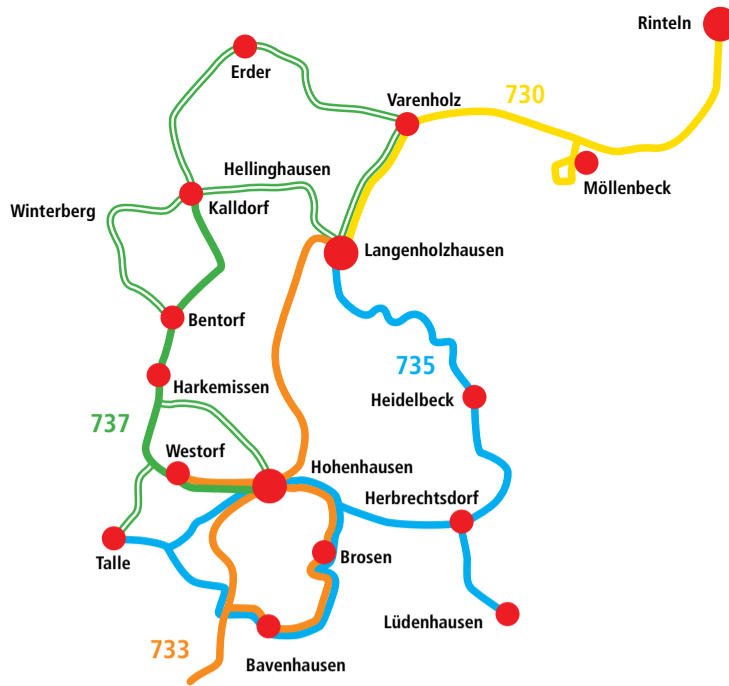 Rinteln
Erder
Varenholz
730
Hellinghausen
Möllenbeck
Winterberg
Kalldorf
Langenholzhausen
Bentorf
735
Harkemissen
Heidelbeck
737
Westorf
Hohenhausen
Herbrechtsdorf
Talle
Brosen
Lüdenhausen
733
Bavenhausen